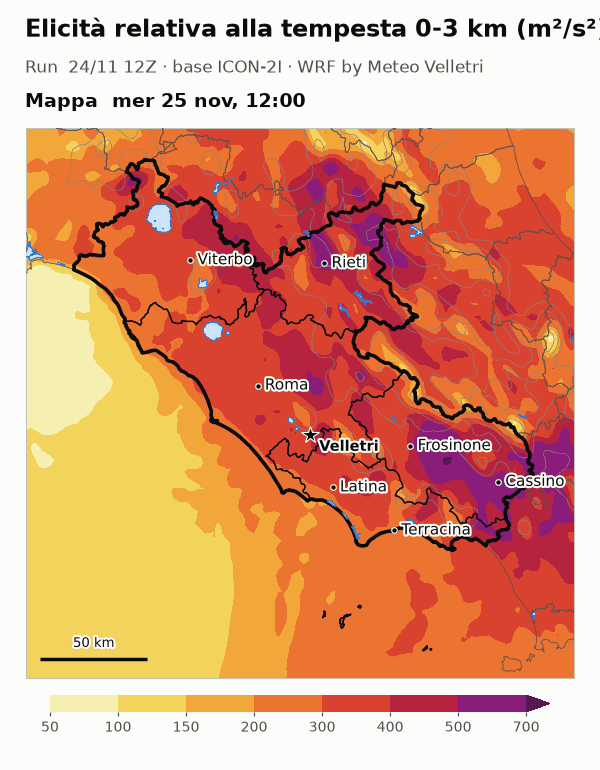 Elicità relativa alla tempesta 0-3 km (m²/s²)
Run 24/11 12Z · base ICON-2I · WRF by Meteo Velletri
Mappa mer 25 nov, 12:00
Viterbo
Rieti
Roma
Velletri
Frosinone
Latina
Cassino
Terracina
50 km
50 100 150 200 300 400 500 700